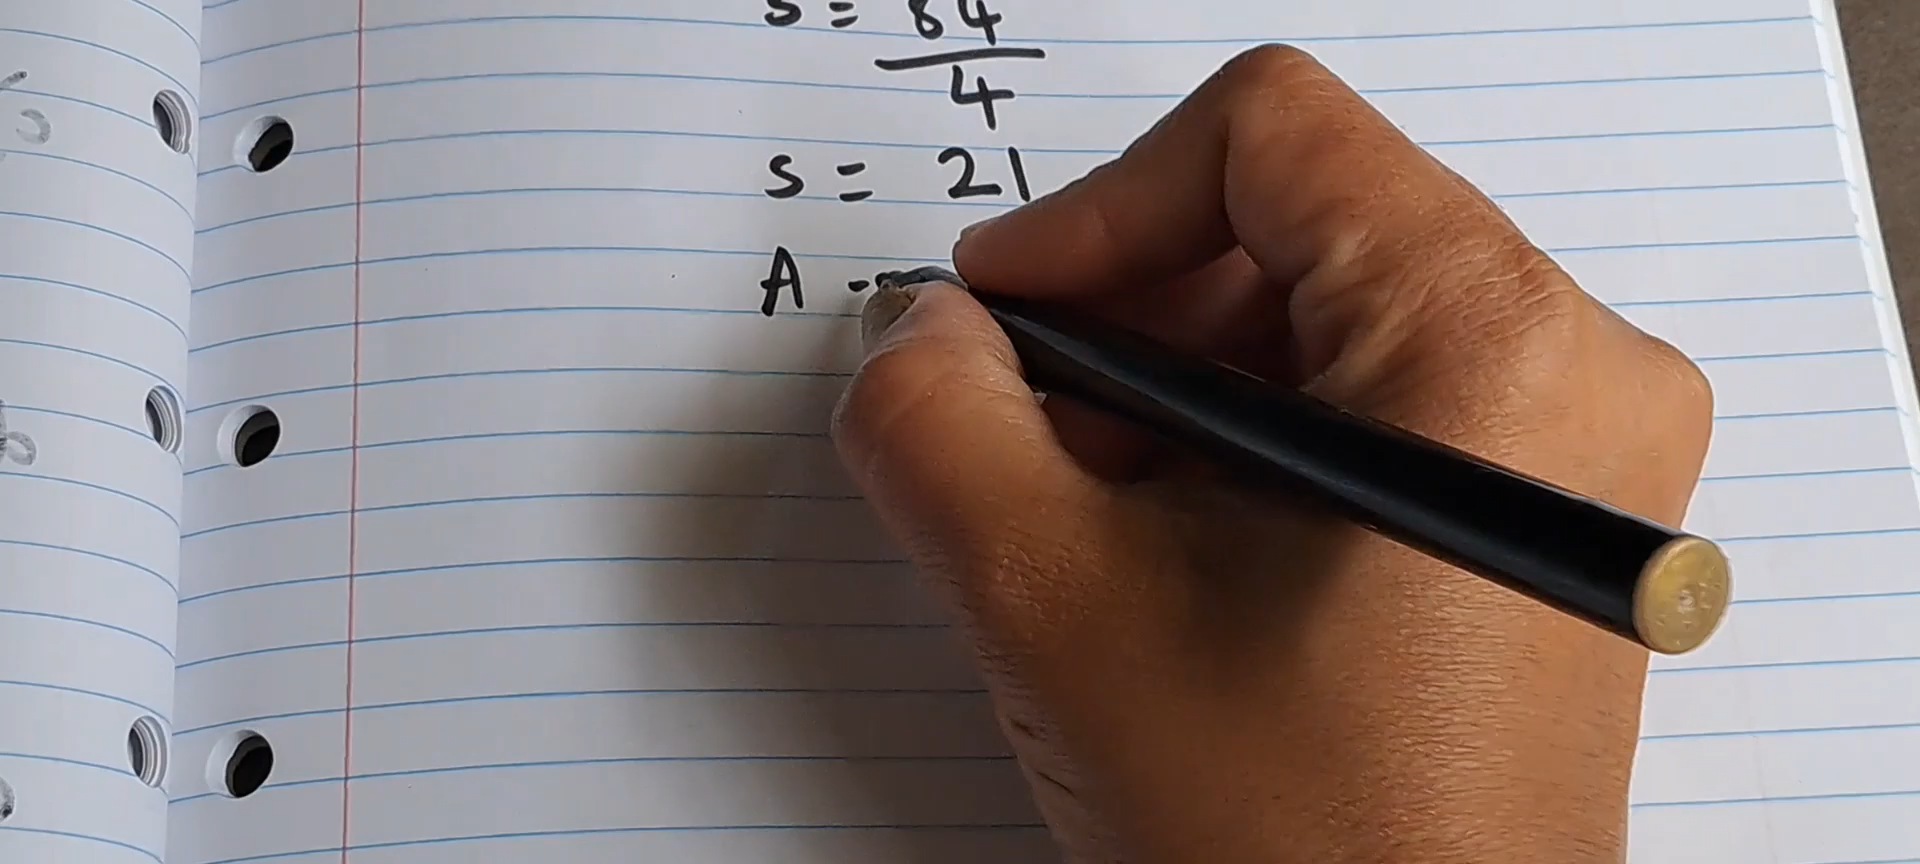 s = 84
4
s = 21
A -